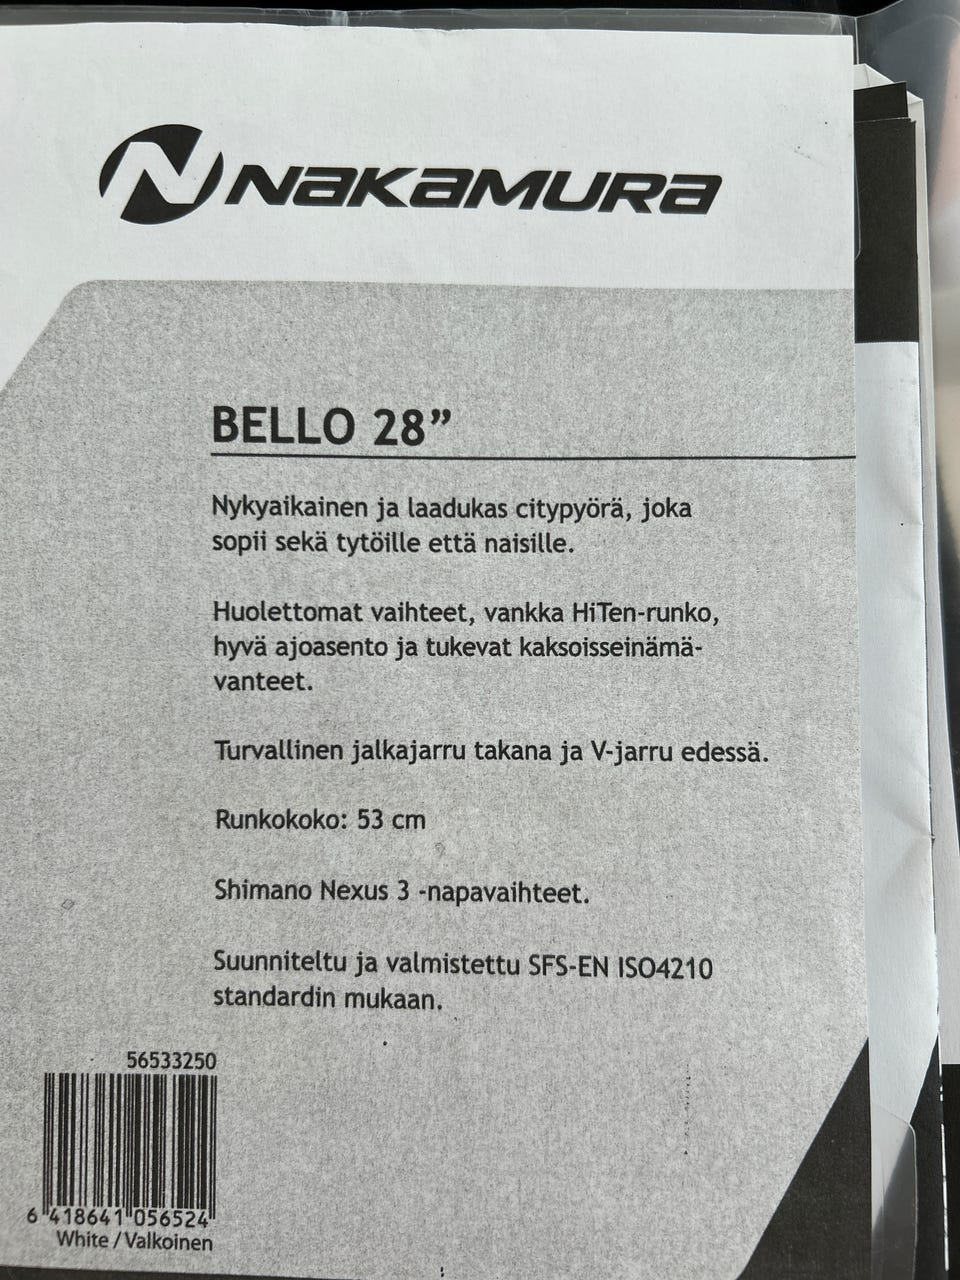 NAKAMURA
BELLO 28”
Nykyaikainen ja laadukas citypyörä, joka
sopii sekä tytöille että naisille.
Huolettomat vaihteet, vankka HiTen-runko,
hyvä ajoasento ja tukevat kaksoisseinämä-
vanteet.
Turvallinen jalkajarru takana ja V-jarru edessä.
Runkokoko: 53 cm
Shimano Nexus 3 -napavaihteet.
Suunniteltu ja valmistettu SFS-EN ISO4210
standardin mukaan.
56533250
6 418641 056524
White / Valkoinen